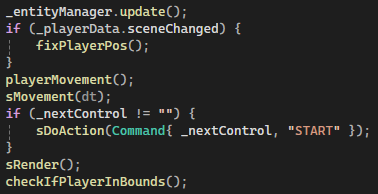 _entityManager.update();
if (_playerData.sceneChanged) {
    fixPlayerPos();
}
playerMovement();
sMovement(dt);
if (_nextControl != "") {
    sDoAction(Command{ _nextControl, "START" });
}
sRender();
checkIfPlayerInBounds();